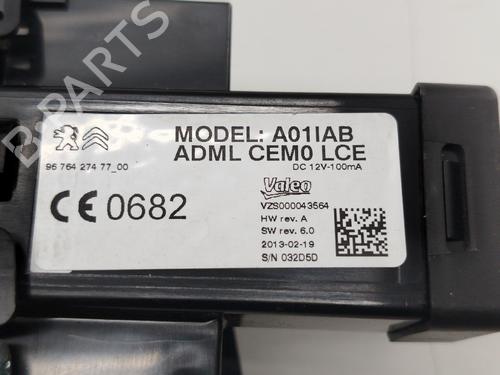 MODEL: A01IAB
ADML CEM0 LCE
DC 12V-100mA
96 764 274 77_00
CE 0682
Valeo
VZS000043564
HW rev. A
SW rev. 6.0
2013-02-19
S/N 032D5D
B-PARTS